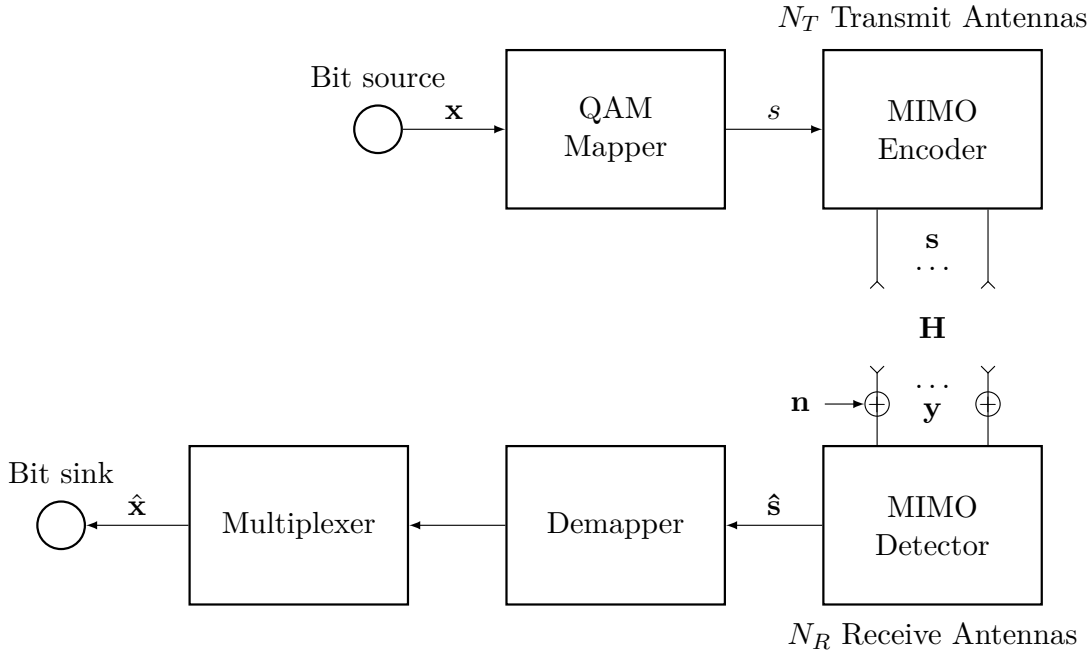 N_T Transmit Antennas
Bit source
x
QAM
Mapper
s
MIMO
Encoder
s
...
H
...
n
+
y
+
Bit sink
x̂
Multiplexer
Demapper
ŝ
MIMO
Detector
N_R Receive Antennas